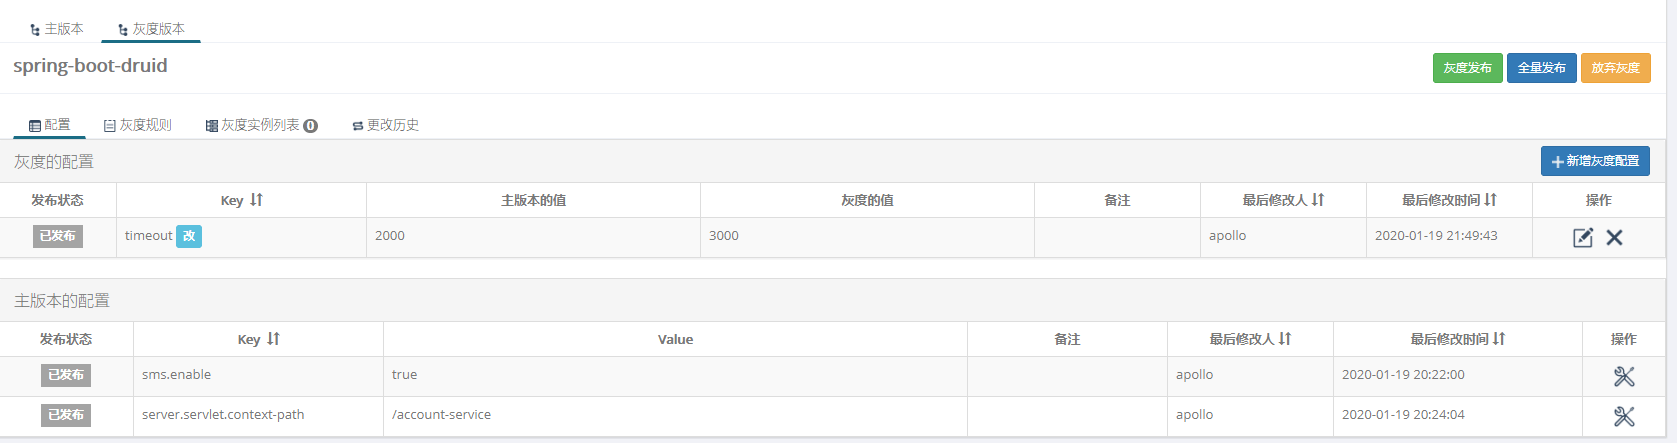 主版本 灰度版本
spring-boot-druid 灰度发布 全量发布 放弃灰度
配置 灰度规则 灰度实例列表 0 更改历史
灰度的配置 +新增灰度配置
发布状态 Key 主版本的值 灰度的值 备注 最后修改人 最后修改时间 操作
已发布 timeout 改 2000 3000 apollo 2020-01-19 21:49:43
主版本的配置
发布状态 Key Value 备注 最后修改人 最后修改时间 操作
已发布 sms.enable true apollo 2020-01-19 20:22:00
已发布 server.servlet.context-path /account-service apollo 2020-01-19 20:24:04